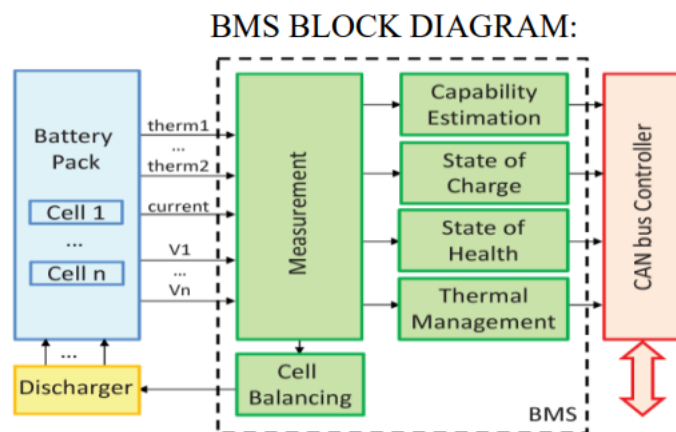 BMS BLOCK DIAGRAM:
Battery
Pack
Cell 1
...
Cell n
therm1
...
therm2
current
V1
...
Vn
Measurement
Capability
Estimation
State of
Charge
State of
Health
Thermal
Management
CAN bus Controller
...
Discharger
Cell
Balancing
BMS